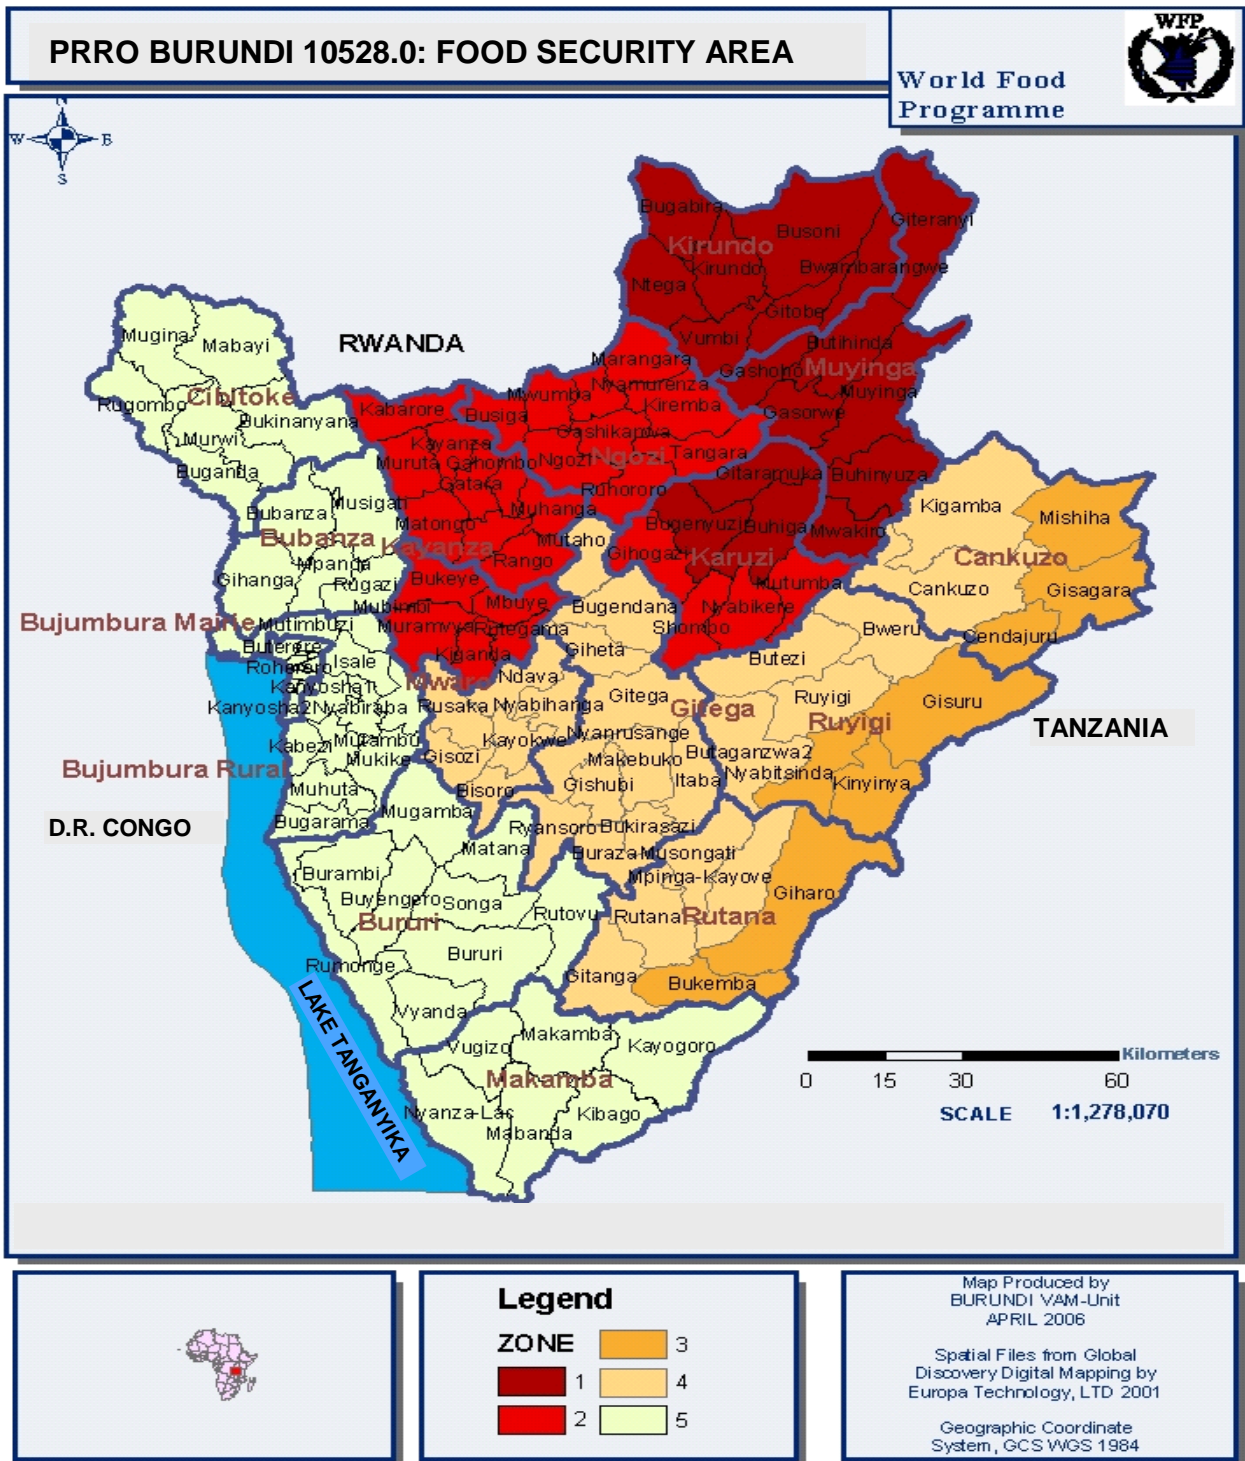 PRRO BURUNDI 10528.0: FOOD SECURITY AREA
WFP
World Food
Programme
N
W E
S
Bugabira
Busoni
Giteranyi
Kirundo
Kirundo
Bwambarangwe
Ntega
Gitobe
Vumbi
Butihinda
Mugina
Mabayi
RWANDA
Marangara
Gashoho
Muyinga
Nyamurenza
Muyinga
Mwumba
Cibitoke
Rugombo
Kabarore
Busiga
Kiremba
Gasorwe
Bukinanyana
Murwi
Kayanza
Gashikanwa
Ngozi
Ngozi
Tangara
Buganda
Muruta
Gahombo
Gitaramuka
Buhinyuza
Gatara
Ruhororo
Musigati
Kigamba
Bubanza
Muhanga
Mishiha
Matongo
Bugenyuzi
Buhiga
Mwakiro
Bubanza
Kayanza
Mutaho
Gihogazi
Karuzi
Cankuzo
Mpanda
Rango
Gihanga
Rugazi
Bukeye
Mutumba
Cankuzo
Gisagara
Mubimbi
Mbuye
Bugendana
Nyabikere
Bujumbura Mairie
Mutimbuzi
Muramvya
Rutegama
Shombo
Bweru
Cendajuru
Buterere
Kiganda
Giheta
Butezi
Roherero
Isale
Kanyosha1
Mwaro
Ndava
Gitega
Ruyigi
Gisuru
Kanyosha2
Nyabiraba
Rusaka
Nyabihanga
Gitega
Ruyigi
TANZANIA
Kabezi
Mutambu
Kayokwe
Nyanrusange
Mukike
Gisozi
Makebuko
Butaganzwa2
Bujumbura Rural
Itaba
Nyabitsinda
Kinyinya
Muhuta
Bisoro
Gishubi
Mugamba
D.R. CONGO
Bugarama
Ryansoro
Bukirasazi
Matana
Buraza
Musongati
Burambi
Mpinga-Kayove
Giharo
Buyengero
Songa
Rutovu
Rutana
Rutana
Bururi
Bururi
Rumonge
Gitanga
Bukemba
LAKE TANGANYIKA
Vyanda
Makamba
Vugizo
Kayogoro
Makamba
Nyanza-Lac
Kibago
Mabanda
Kilometers
0 15 30 60
SCALE 1:1,278,070
Legend
ZONE
1
2
3
4
5
Map Produced by
BURUNDI VAM-Unit
APRIL 2006
Spatial Files from Global
Discovery Digital Mapping by
Europa Technology, LTD 2001
Geographic Coordinate
System, GCS WGS 1984